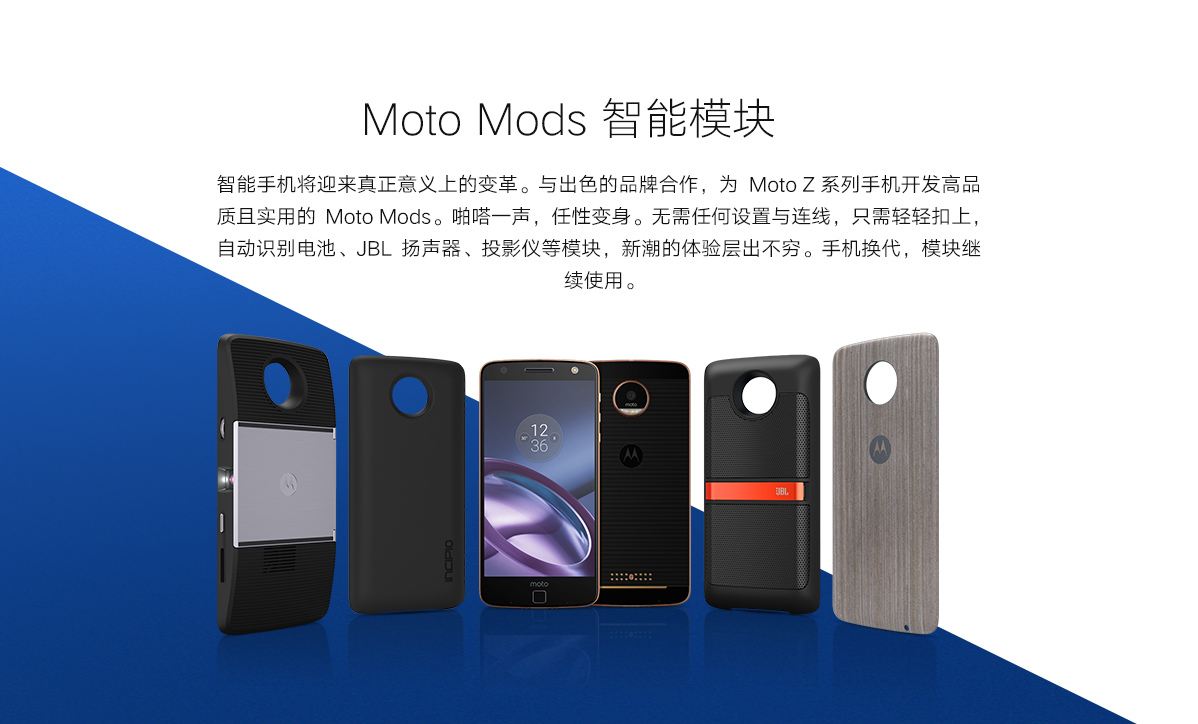 Moto Mods 智能模块
智能手机将迎来真正意义上的变革。与出色的品牌合作，为 Moto Z 系列手机开发高品
质且实用的 Moto Mods。啪嗒一声，任性变身。无需任何设置与连线，只需轻轻扣上，
自动识别电池、JBL 扬声器、投影仪等模块，新潮的体验层出不穷。手机换代，模块继
续使用。
12
36
moto
moto
INCIPIO
JBL